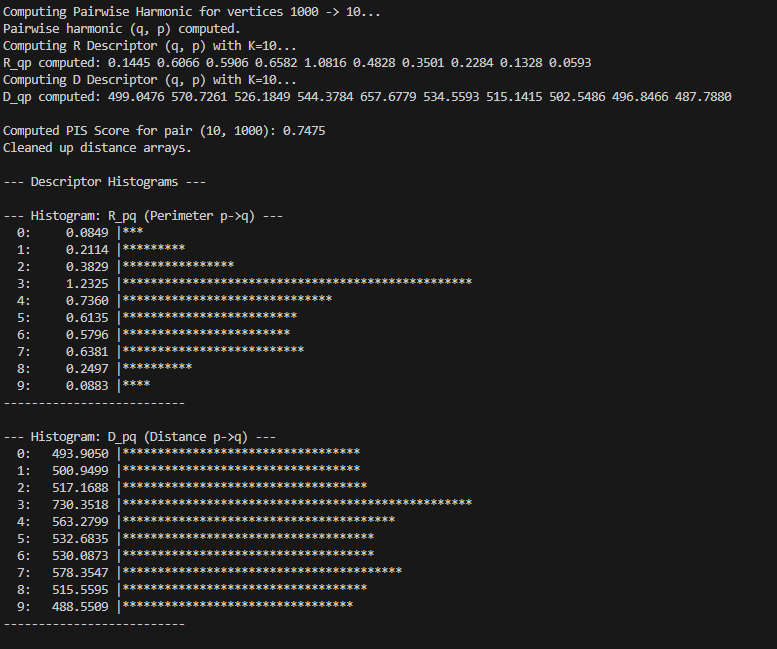 Computing Pairwise Harmonic for vertices 1000 -> 10...
Pairwise harmonic (q, p) computed.
Computing R Descriptor (q, p) with K=10...
R_qp computed: 0.1445 0.6066 0.5906 0.6582 1.0816 0.4828 0.3501 0.2284 0.1328 0.0593
Computing D Descriptor (q, p) with K=10...
D_qp computed: 499.0476 570.7261 526.1849 544.3784 657.6779 534.5593 515.1415 502.5486 496.8466 487.7880

Computed PIS Score for pair (10, 1000): 0.7475
Cleaned up distance arrays.

--- Descriptor Histograms ---

--- Histogram: R_pq (Perimeter p->q) ---
  0:     0.0849 |***
  1:     0.2114 |*********
  2:     0.3829 |****************
  3:     1.2325 |**************************************************
  4:     0.7360 |******************************
  5:     0.6135 |*************************
  6:     0.5796 |************************
  7:     0.6381 |**************************
  8:     0.2497 |**********
  9:     0.0883 |****
--------------------------

--- Histogram: D_pq (Distance p->q) ---
  0:   493.9050 |**********************************
  1:   500.9499 |**********************************
  2:   517.1688 |***********************************
  3:   730.3518 |**************************************************
  4:   563.2799 |***************************************
  5:   532.6835 |************************************
  6:   530.0873 |************************************
  7:   578.3547 |****************************************
  8:   515.5595 |***********************************
  9:   488.5509 |*********************************
--------------------------